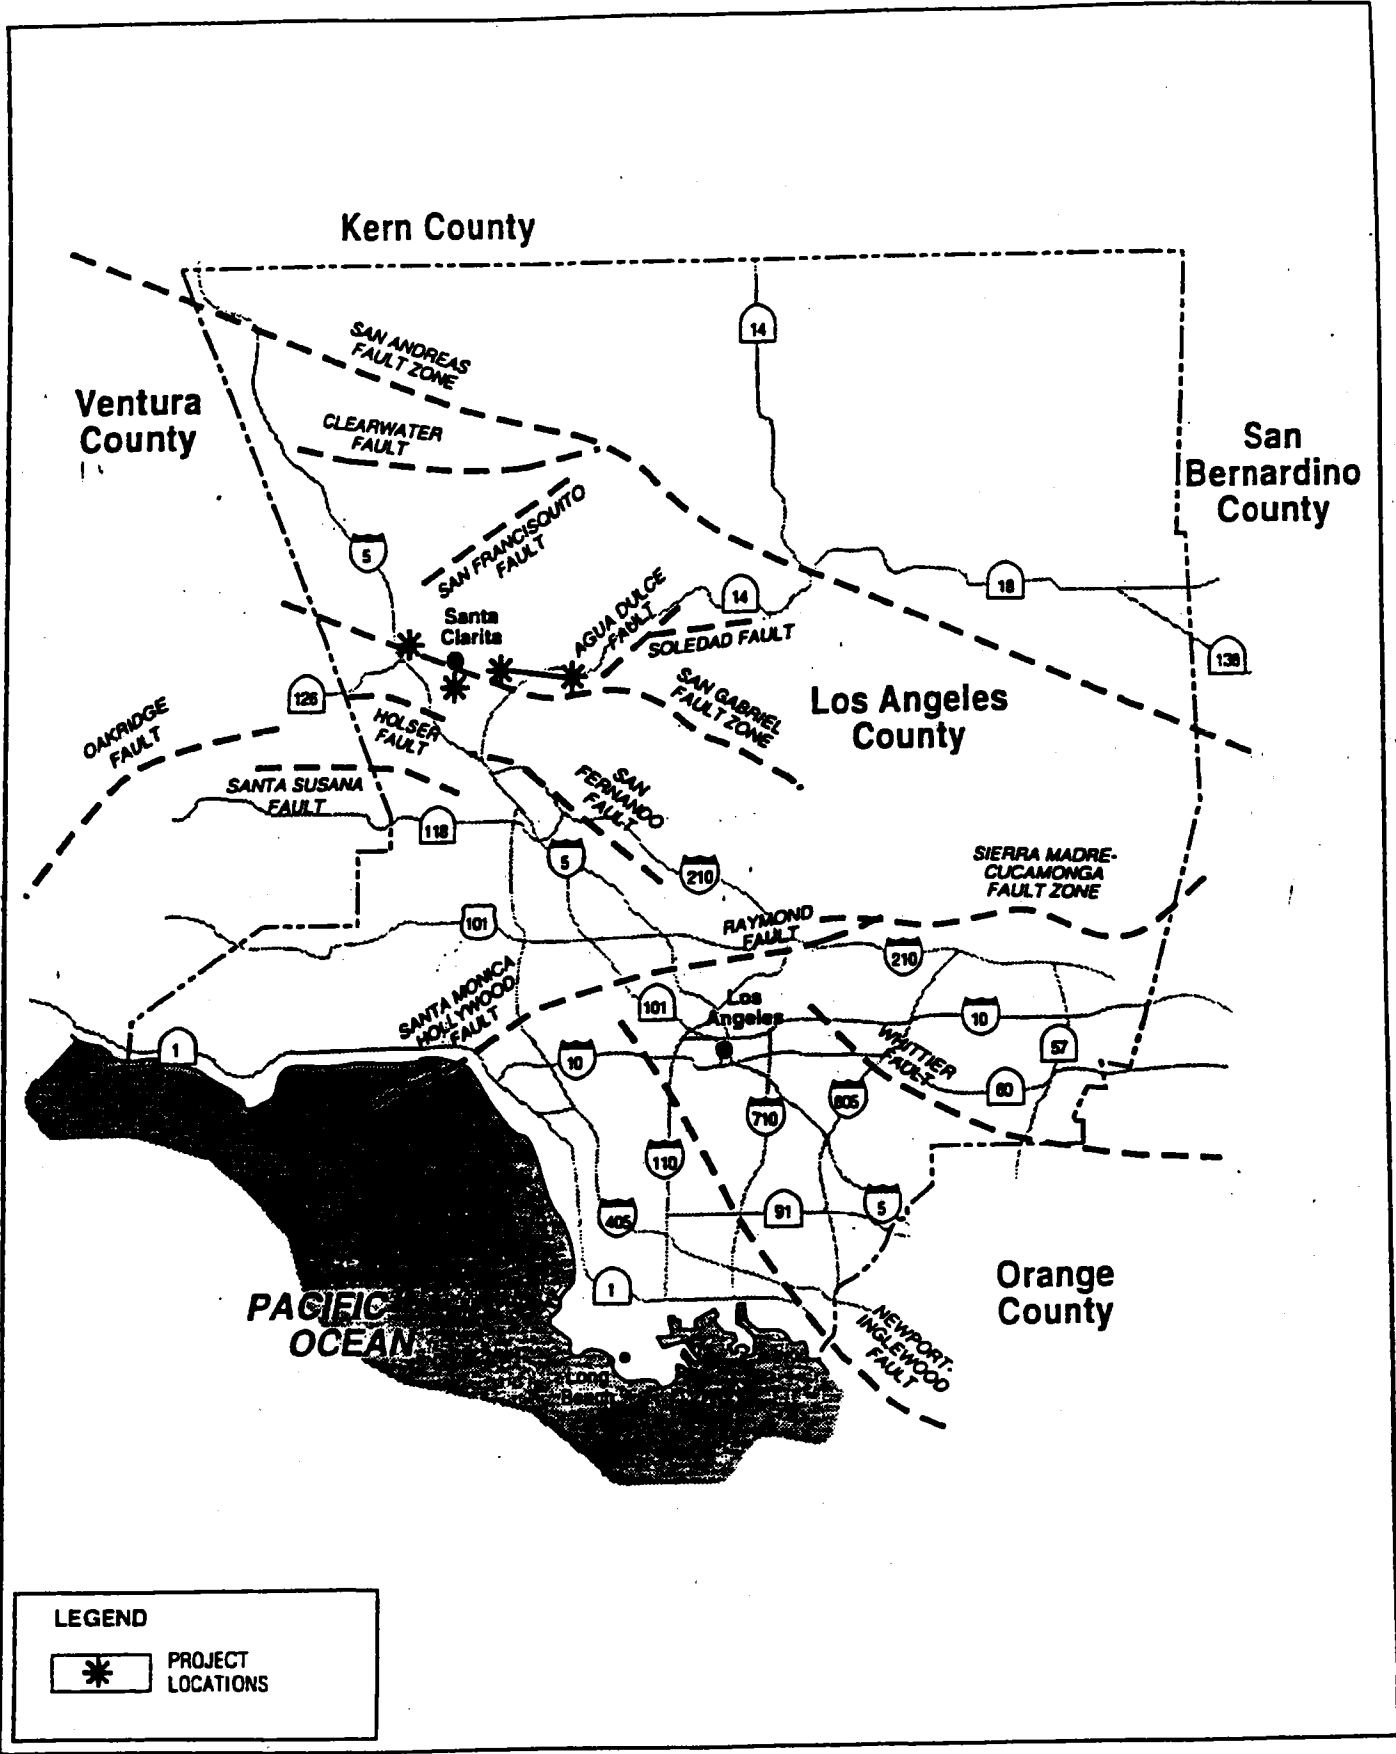 Kern County
14
SAN ANDREAS
FAULT ZONE
Ventura
County
CLEARWATER
FAULT
San
Bernardino
County
SAN FRANCISQUITO
FAULT
5
18
14
AGUA DULCE
FAULT
Santa
Clarita
SOLEDAD FAULT
138
126
SAN GABRIEL
FAULT ZONE
Los Angeles
County
OAKRIDGE
FAULT
HOLSER
FAULT
SANTA SUSANA
FAULT
SAN
FERNANDO
FAULT
118
5
210
SIERRA MADRE-
CUCAMONGA
FAULT ZONE
101
RAYMOND
FAULT
210
SANTA MONICA
HOLLYWOOD
FAULT
101
Los
Angeles
10
1
10
WHITTIER
FAULT
57
60
605
710
110
405
91
5
1
Orange
County
PACIFIC
OCEAN
NEWPORT-
INGLEWOOD
FAULT
Long
Beach
LEGEND
PROJECT
LOCATIONS